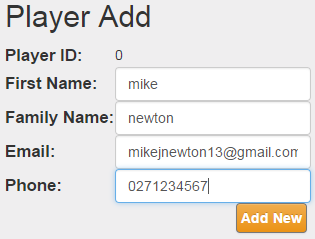 Player Add
Player ID: 0
First Name: mike
Family Name: newton
Email: mikejnewton13@gmail.com
Phone: 0271234567
Add New